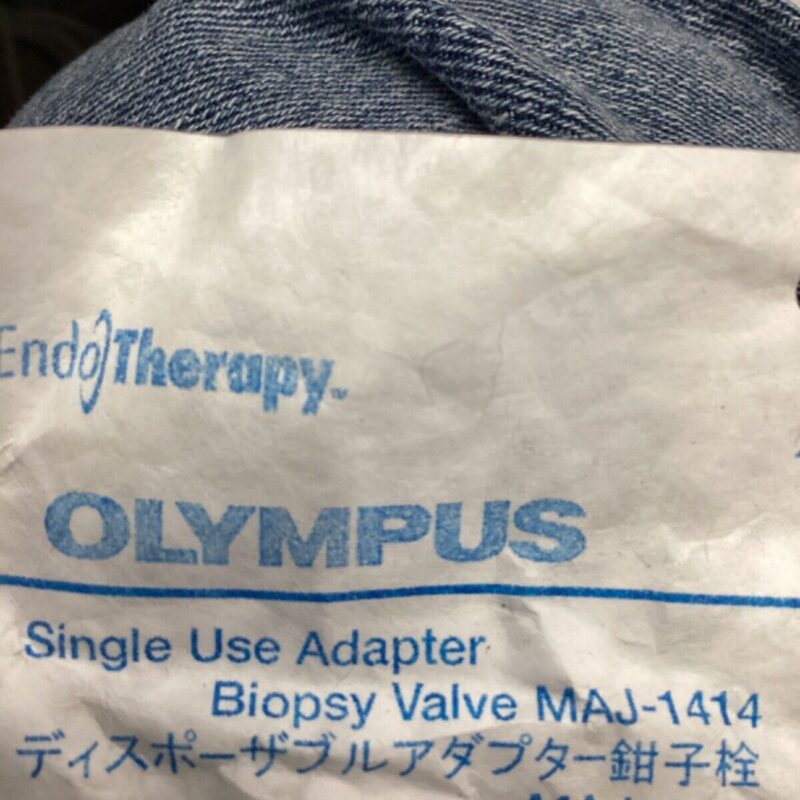 EndoTherapy™
OLYMPUS
Single Use Adapter
Biopsy Valve MAJ-1414
ディスポーザブルアダプター鉗子栓